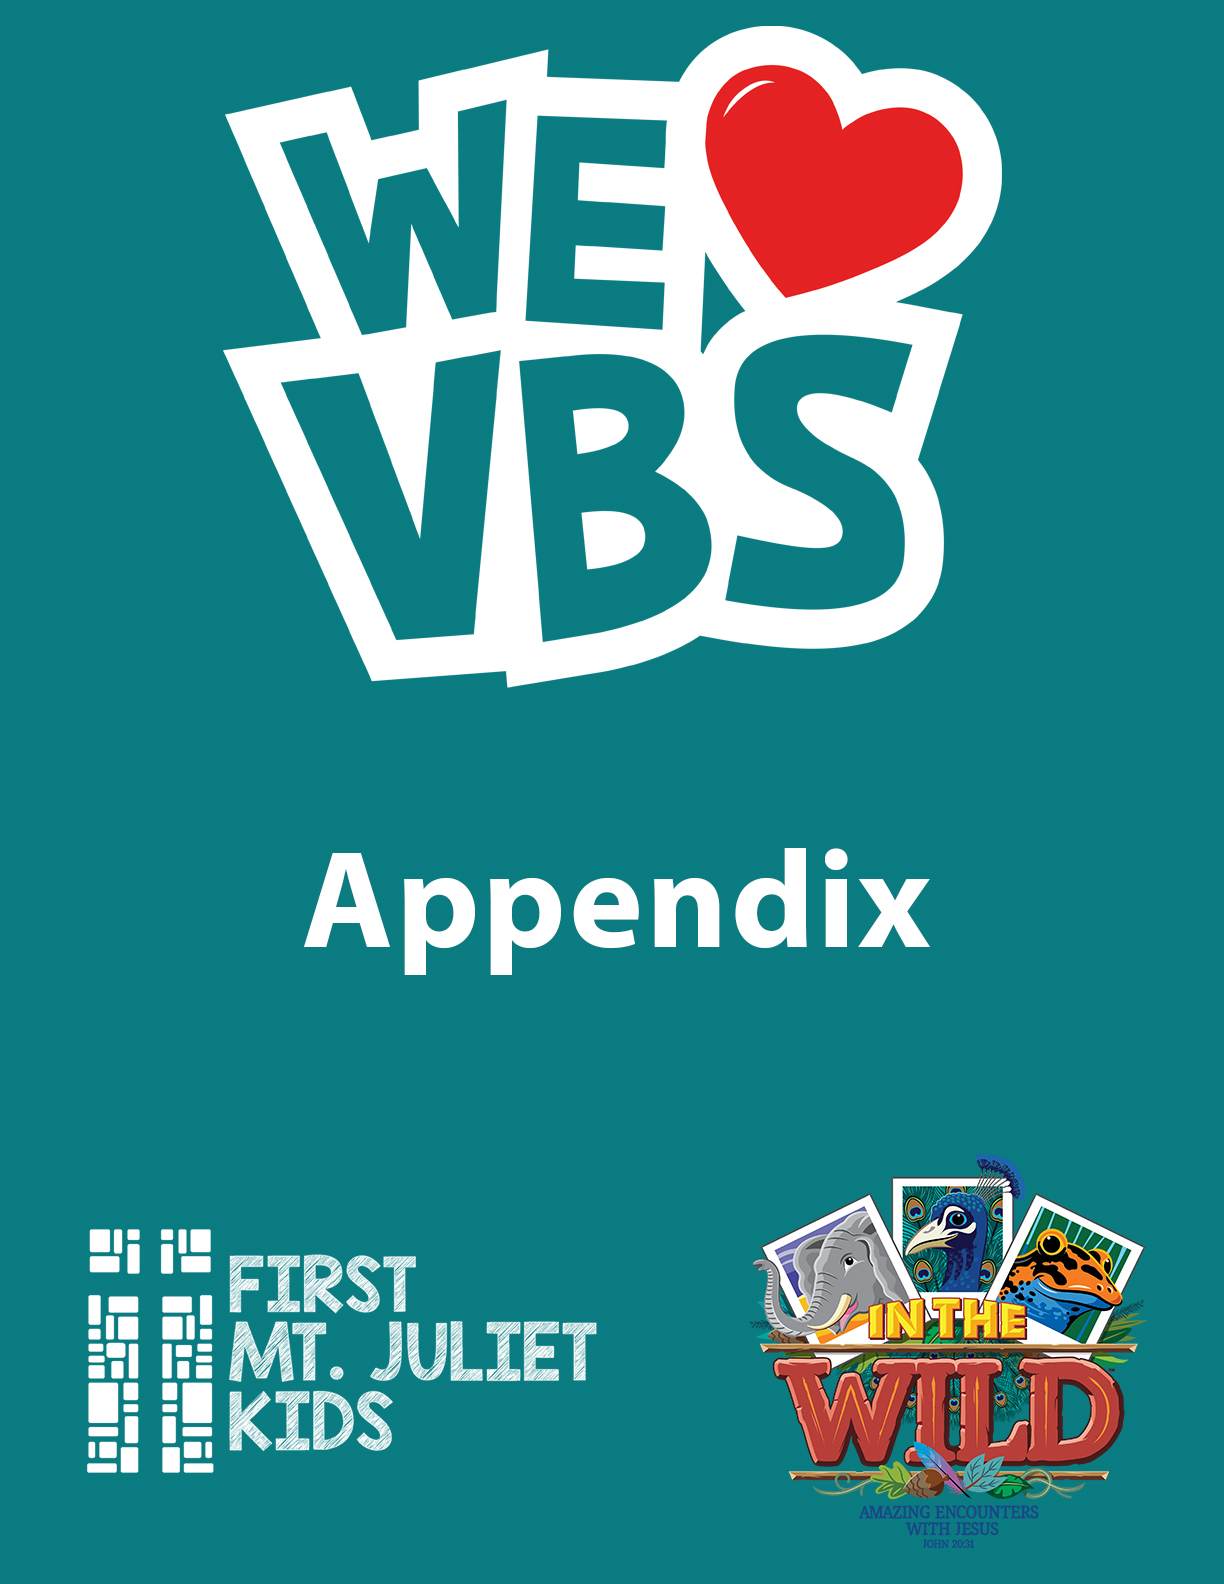 WE
VBS
Appendix
FIRST
MT. JULIET
KIDS
IN THE
WILD
AMAZING ENCOUNTERS
WITH JESUS
JOHN 20:31